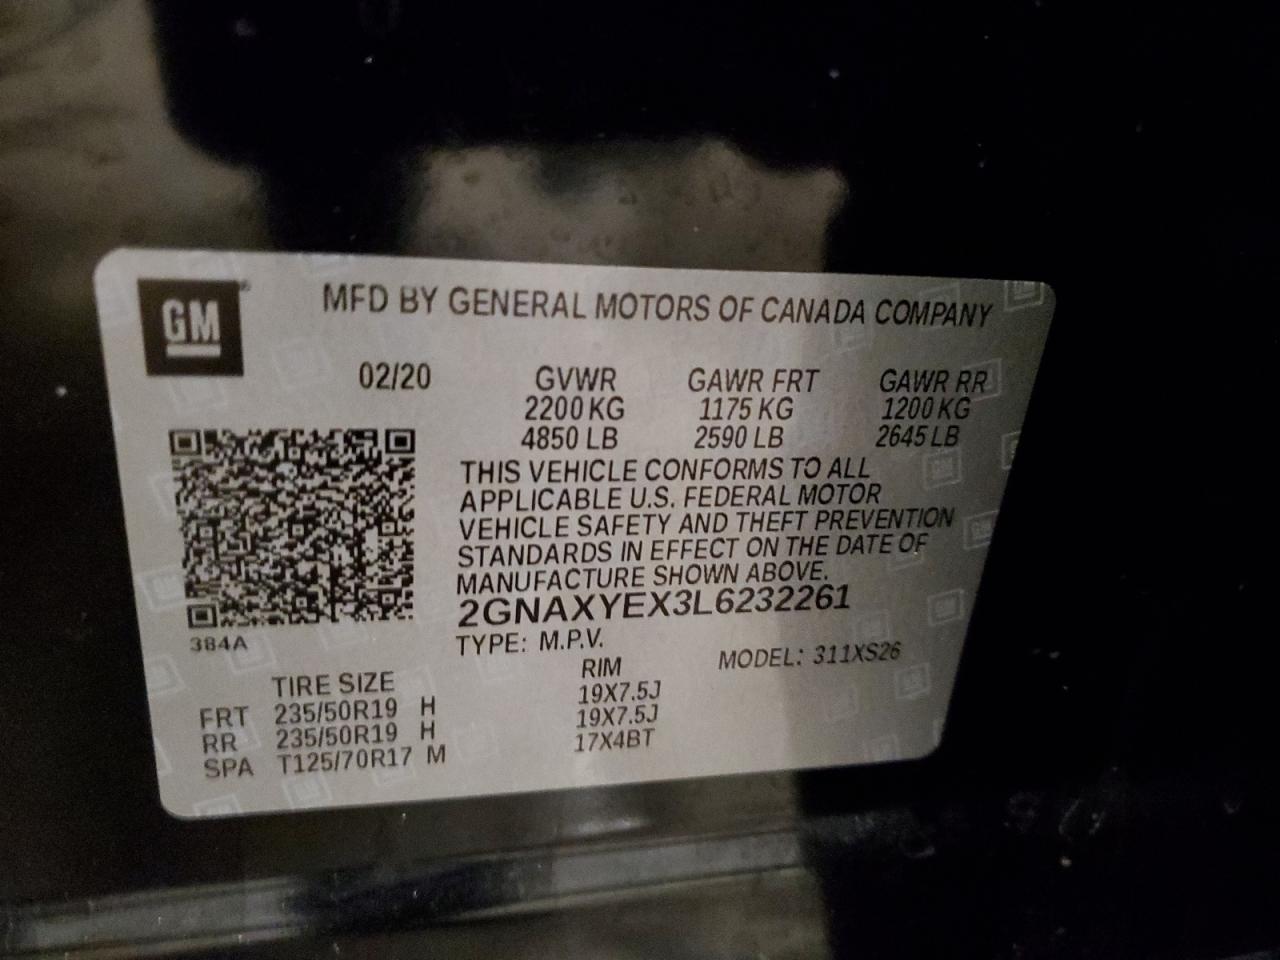 GM
MFD BY GENERAL MOTORS OF CANADA COMPANY
02/20 GVWR GAWR FRT GAWR RR
2200 KG 1175 KG 1200 KG
4850 LB 2590 LB 2645 LB
THIS VEHICLE CONFORMS TO ALL
APPLICABLE U.S. FEDERAL MOTOR
VEHICLE SAFETY AND THEFT PREVENTION
STANDARDS IN EFFECT ON THE DATE OF
MANUFACTURE SHOWN ABOVE.
2GNAXYEX3L6232261
384A
TYPE: M.P.V. MODEL: 311XS26
TIRE SIZE RIM
FRT 235/50R19 H 19X7.5J
RR 235/50R19 H 19X7.5J
SPA T125/70R17 M 17X4BT